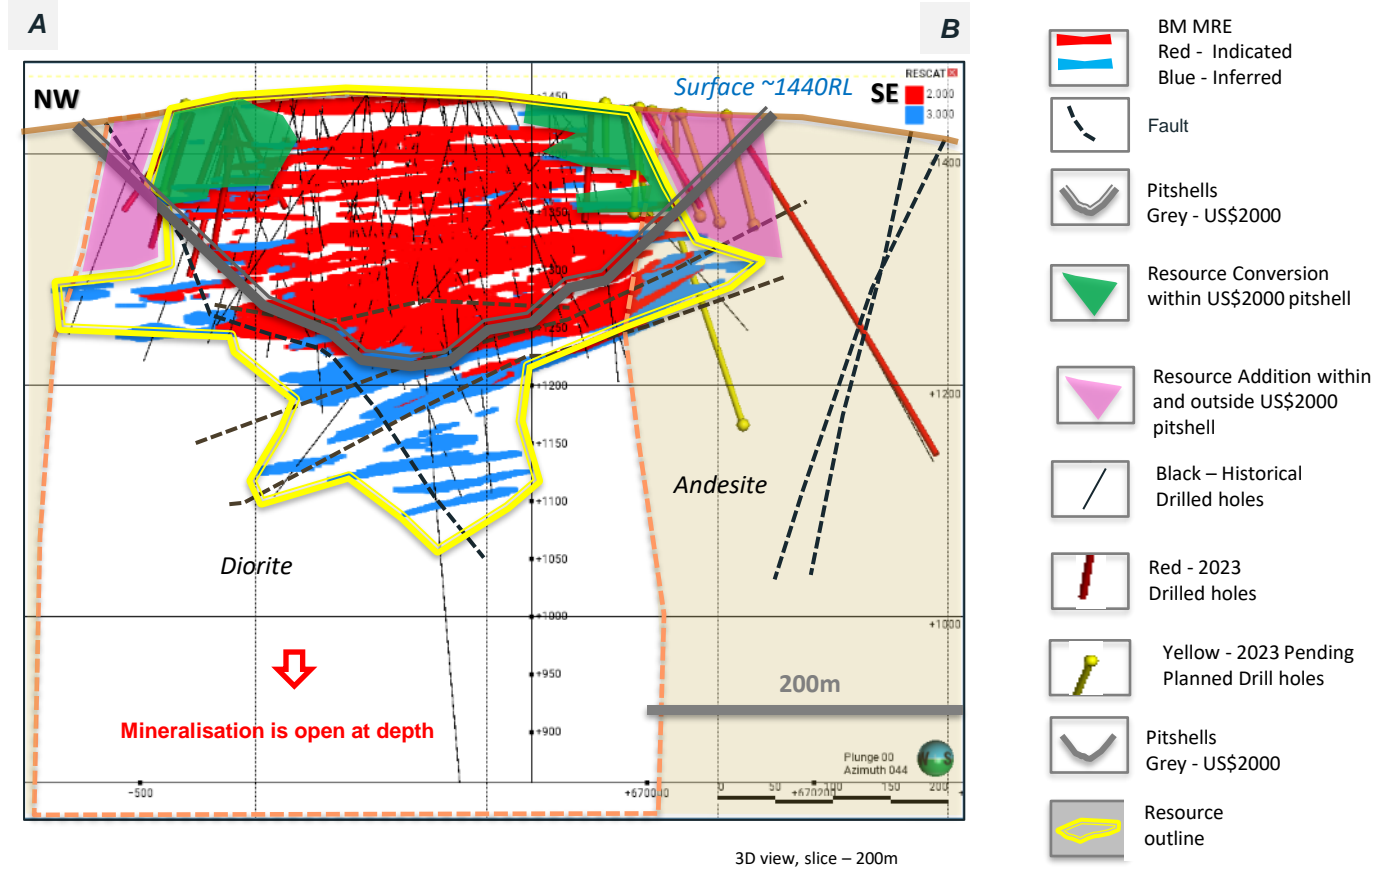 A
B
NW
Surface ~1440RL
SE
RESCAT
2.000
3.000
+1450
+1400
+1350
+1300
+1250
+1200
+1200
+1150
+1100
+1050
+1000
+1000
+950
+900
Andesite
Diorite
Mineralisation is open at depth
200m
Plunge 00
Azimuth 044
S
−500
0
50
100
150
200
+670200
3D view, slice – 200m
BM MRE
Red - Indicated
Blue - Inferred
Fault
Pitshells
Grey - US$2000
Resource Conversion
within US$2000 pitshell
Resource Addition within
and outside US$2000
pitshell
Black – Historical
Drilled holes
Red - 2023
Drilled holes
Yellow - 2023 Pending
Planned Drill holes
Pitshells
Grey - US$2000
Resource
outline